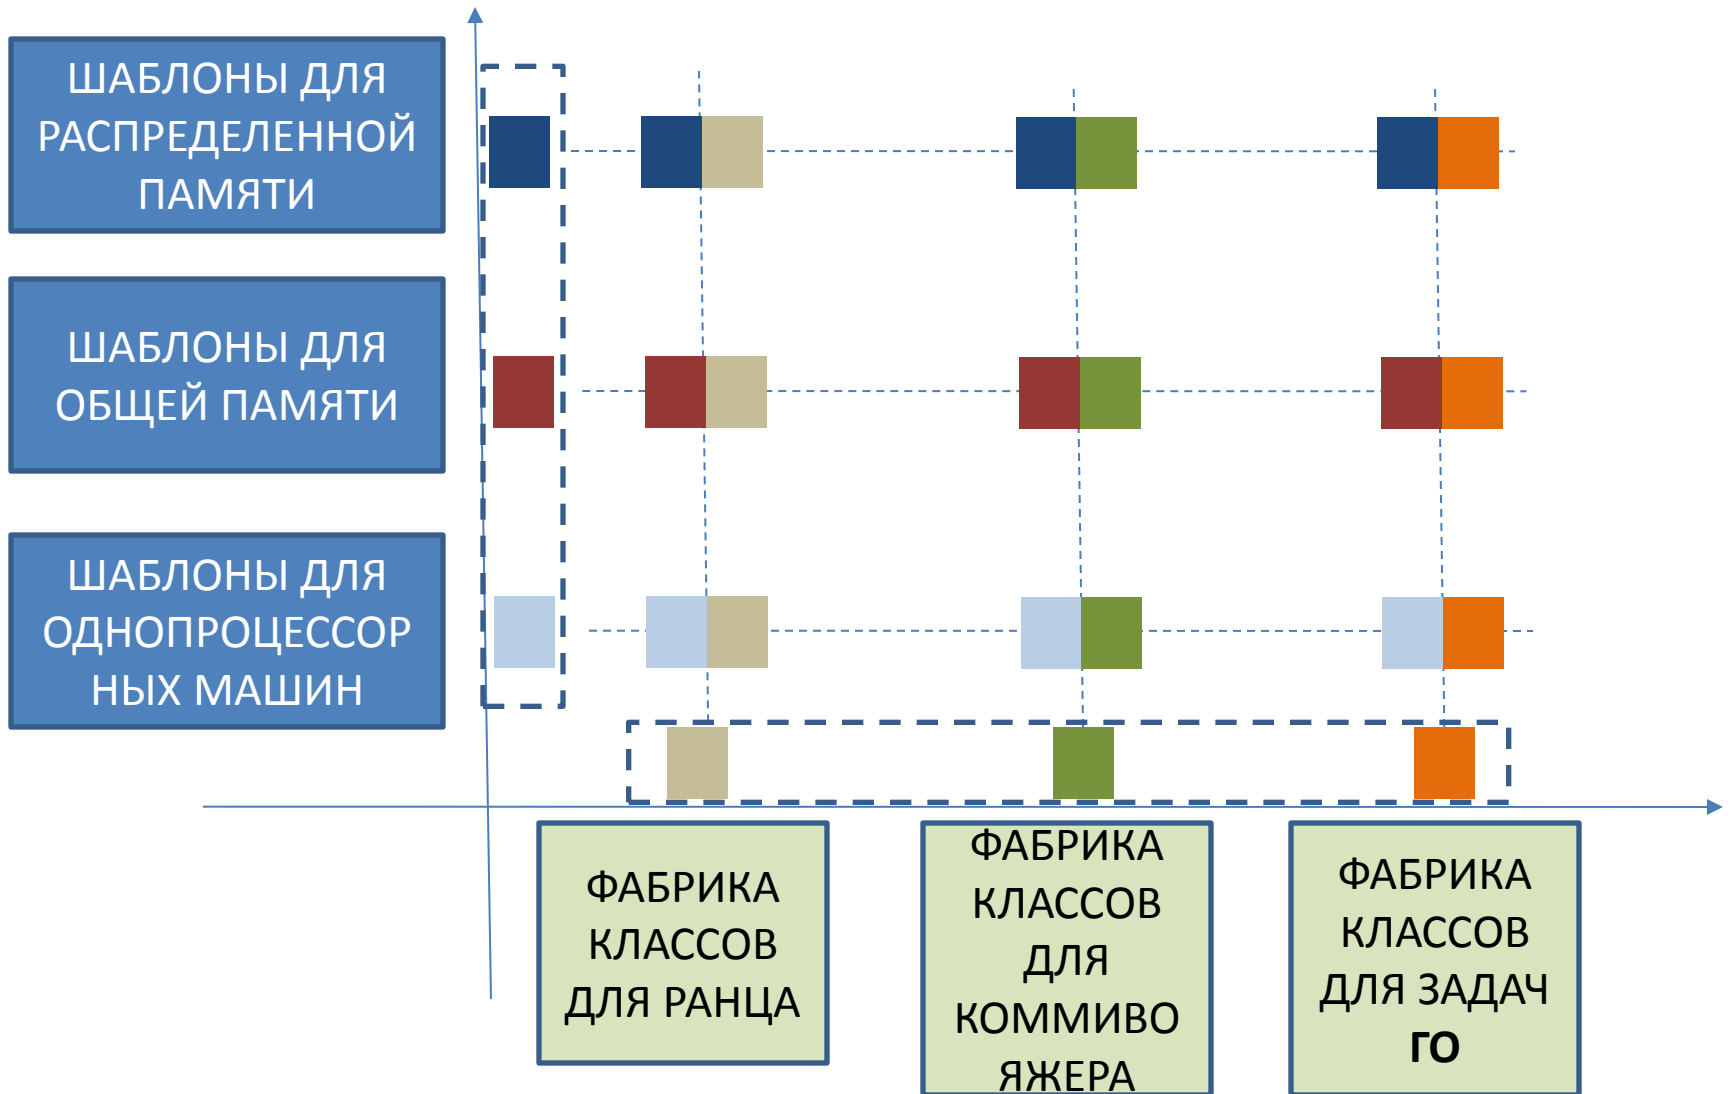 ШАБЛОНЫ ДЛЯ
РАСПРЕДЕЛЕННОЙ
ПАМЯТИ
ШАБЛОНЫ ДЛЯ
ОБЩЕЙ ПАМЯТИ
ШАБЛОНЫ ДЛЯ
ОДНОПРОЦЕССОР
НЫХ МАШИН
ФАБРИКА
КЛАССОВ
ДЛЯ РАНЦА
ФАБРИКА
КЛАССОВ
ДЛЯ
КОММИВО
ЯЖЕРА
ФАБРИКА
КЛАССОВ
ДЛЯ ЗАДАЧ
ГО